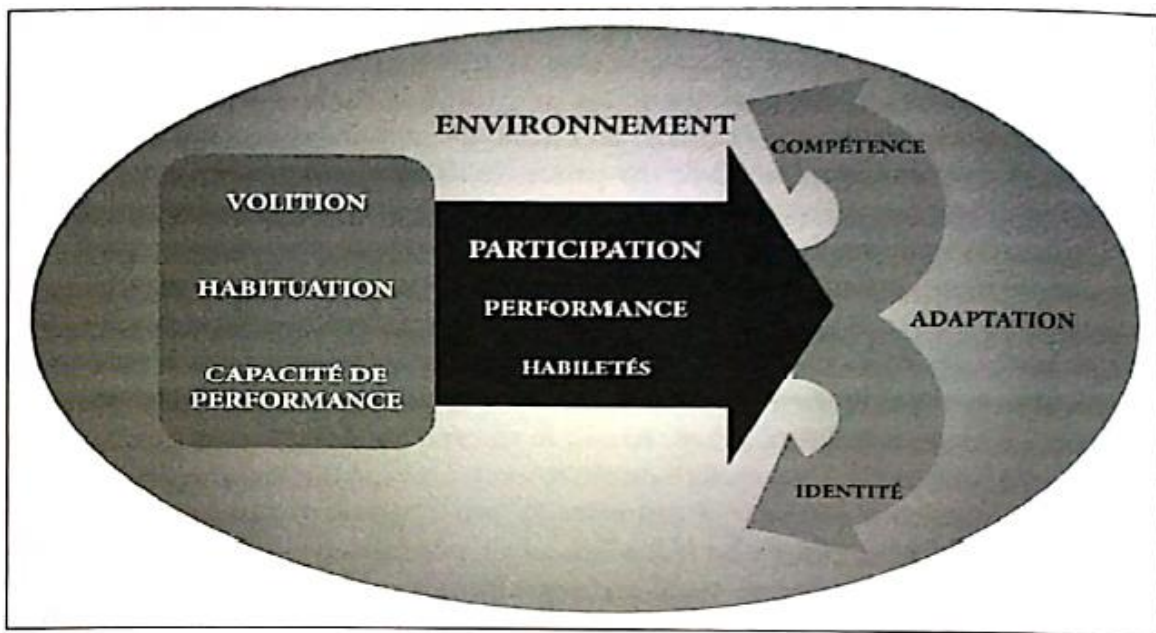 ENVIRONNEMENT
VOLITION
HABITUATION
CAPACITÉ DE
PERFORMANCE
PARTICIPATION
PERFORMANCE
HABILETÉS
COMPÉTENCE
ADAPTATION
IDENTITÉ